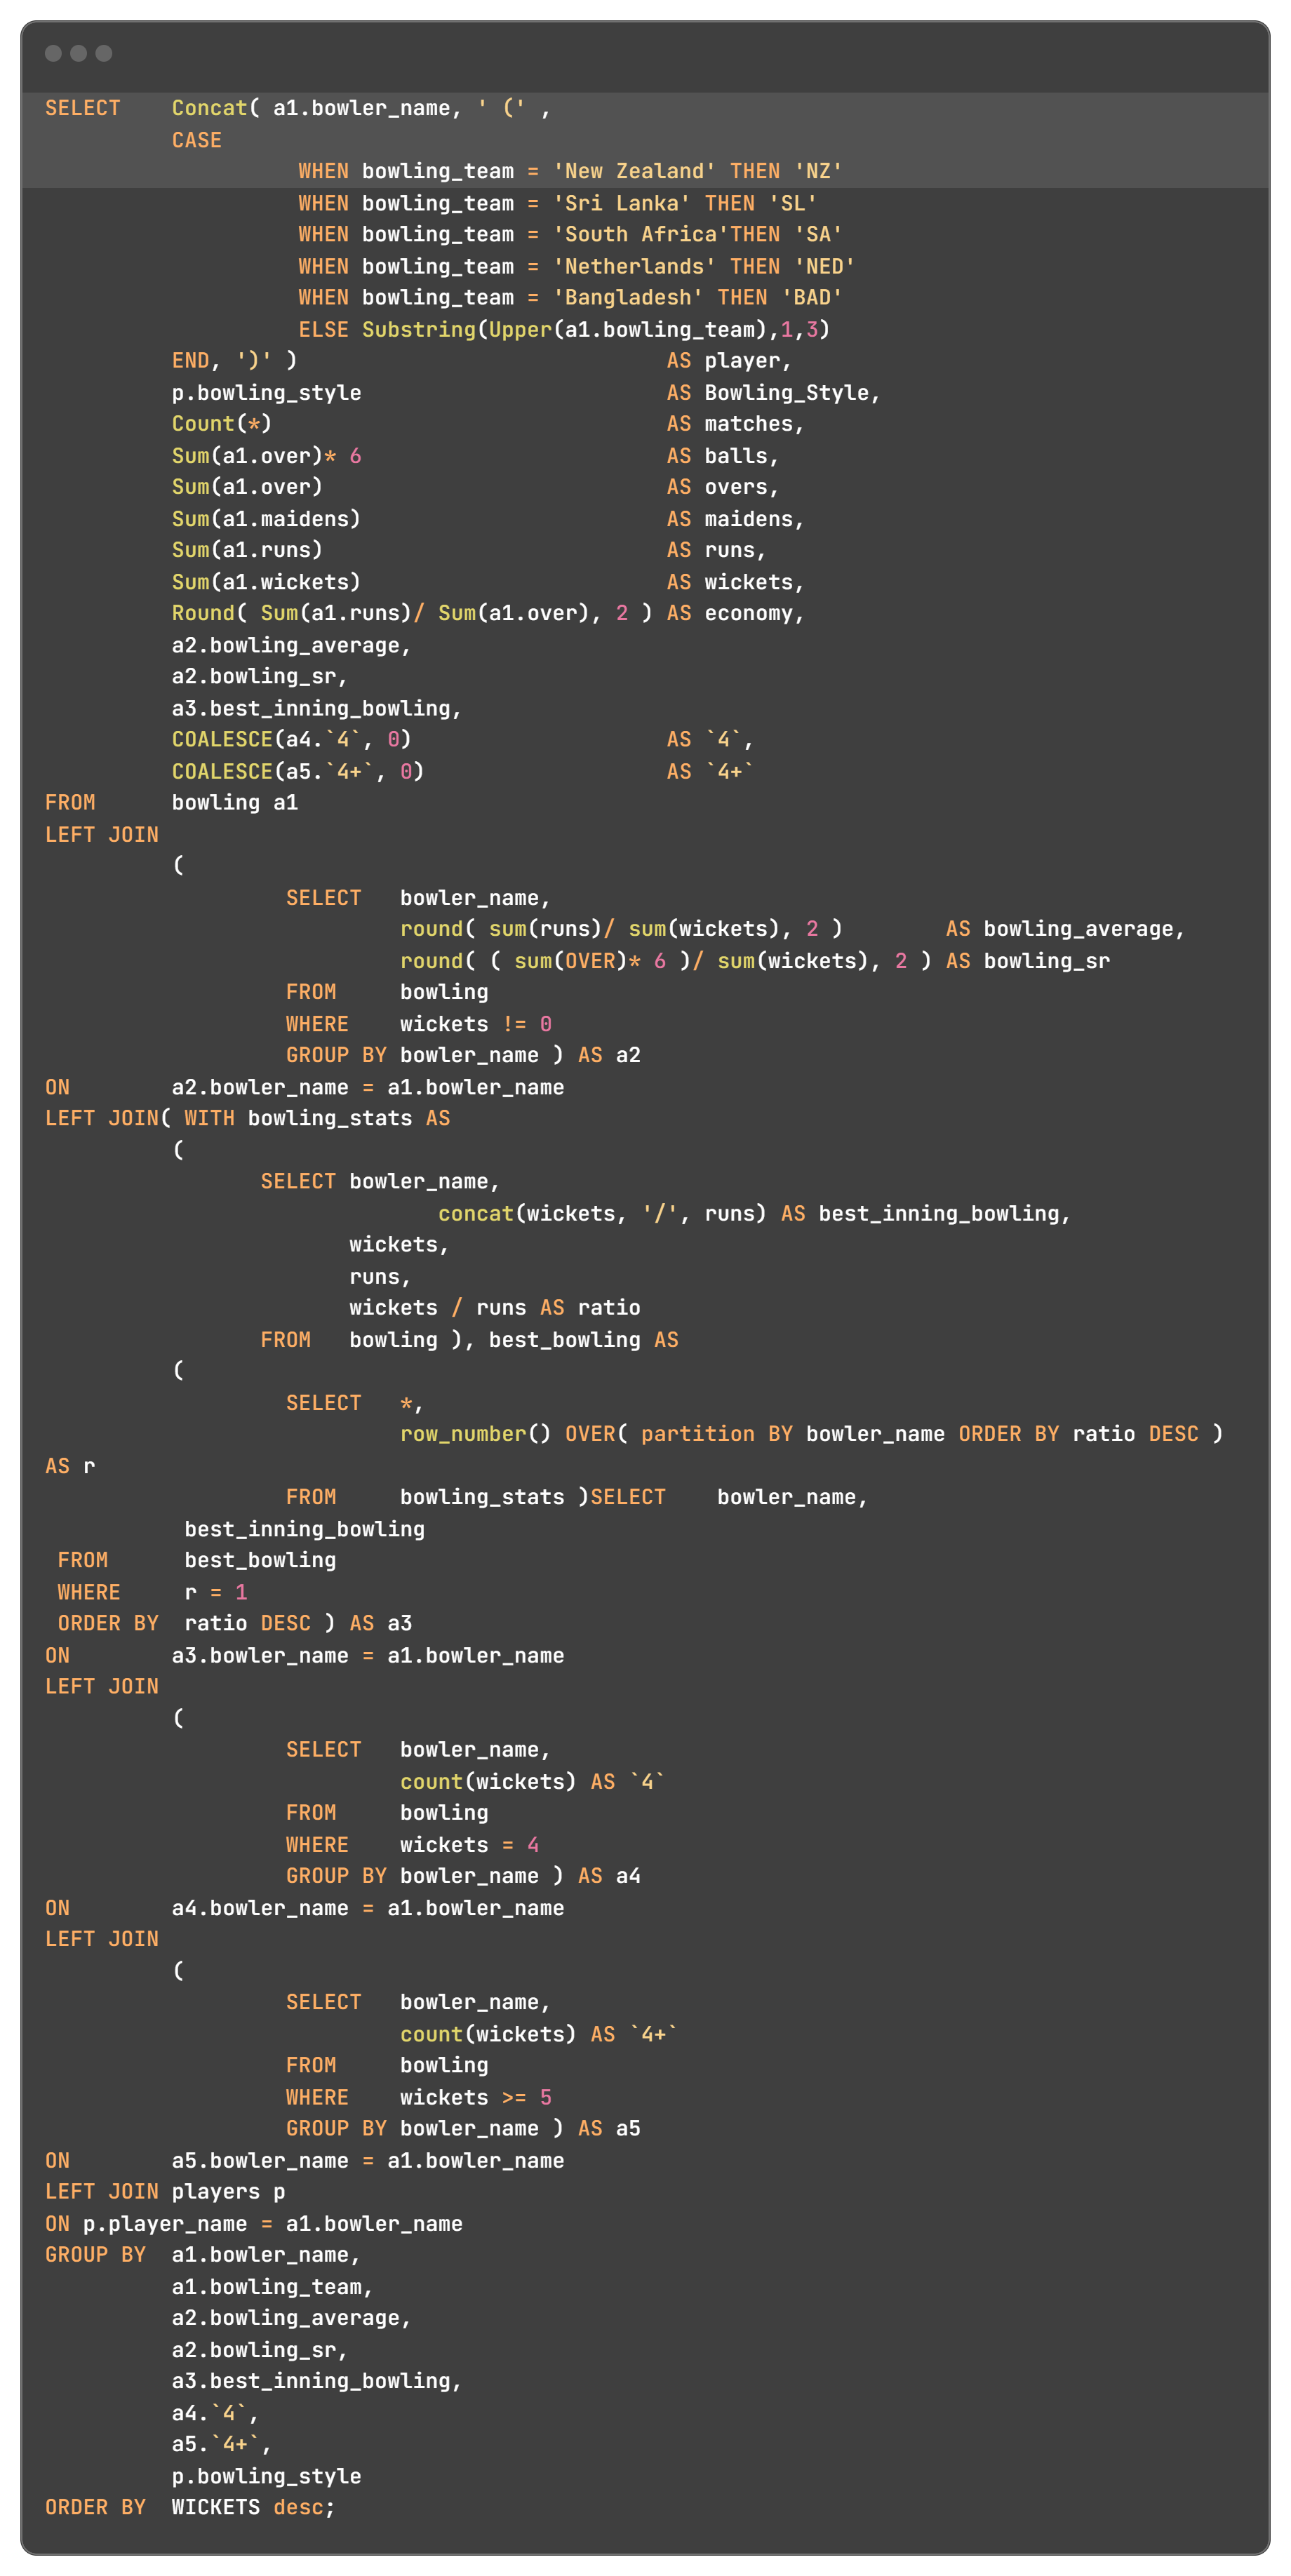 SELECT    Concat( a1.bowler_name, ' (' ,
          CASE
                    WHEN bowling_team = 'New Zealand' THEN 'NZ'
                    WHEN bowling_team = 'Sri Lanka' THEN 'SL'
                    WHEN bowling_team = 'South Africa'THEN 'SA'
                    WHEN bowling_team = 'Netherlands' THEN 'NED'
                    WHEN bowling_team = 'Bangladesh' THEN 'BAD'
                    ELSE Substring(Upper(a1.bowling_team),1,3)
          END, ')' )                             AS player,
          p.bowling_style                        AS Bowling_Style,
          Count(*)                               AS matches,
          Sum(a1.over)* 6                        AS balls,
          Sum(a1.over)                           AS overs,
          Sum(a1.maidens)                        AS maidens,
          Sum(a1.runs)                           AS runs,
          Sum(a1.wickets)                        AS wickets,
          Round( Sum(a1.runs)/ Sum(a1.over), 2 ) AS economy,
          a2.bowling_average,
          a2.bowling_sr,
          a3.best_inning_bowling,
          COALESCE(a4.`4`, 0)                    AS `4`,
          COALESCE(a5.`4+`, 0)                   AS `4+`
FROM      bowling a1
LEFT JOIN
          (
                   SELECT   bowler_name,
                            round( sum(runs)/ sum(wickets), 2 )        AS bowling_average,
                            round( ( sum(OVER)* 6 )/ sum(wickets), 2 ) AS bowling_sr
                   FROM     bowling
                   WHERE    wickets != 0
                   GROUP BY bowler_name ) AS a2
ON        a2.bowler_name = a1.bowler_name
LEFT JOIN( WITH bowling_stats AS
          (
                 SELECT bowler_name,
                               concat(wickets, '/', runs) AS best_inning_bowling,
                        wickets,
                        runs,
                        wickets / runs AS ratio
                 FROM   bowling ), best_bowling AS
          (
                   SELECT   *,
                            row_number() OVER( partition BY bowler_name ORDER BY ratio DESC )
AS r
                   FROM     bowling_stats )SELECT    bowler_name,
           best_inning_bowling
 FROM      best_bowling
 WHERE     r = 1
 ORDER BY  ratio DESC ) AS a3
ON        a3.bowler_name = a1.bowler_name
LEFT JOIN
          (
                   SELECT   bowler_name,
                            count(wickets) AS `4`
                   FROM     bowling
                   WHERE    wickets = 4
                   GROUP BY bowler_name ) AS a4
ON        a4.bowler_name = a1.bowler_name
LEFT JOIN
          (
                   SELECT   bowler_name,
                            count(wickets) AS `4+`
                   FROM     bowling
                   WHERE    wickets >= 5
                   GROUP BY bowler_name ) AS a5
ON        a5.bowler_name = a1.bowler_name
LEFT JOIN players p
ON p.player_name = a1.bowler_name
GROUP BY  a1.bowler_name,
          a1.bowling_team,
          a2.bowling_average,
          a2.bowling_sr,
          a3.best_inning_bowling,
          a4.`4`,
          a5.`4+`,
          p.bowling_style
ORDER BY  WICKETS desc;